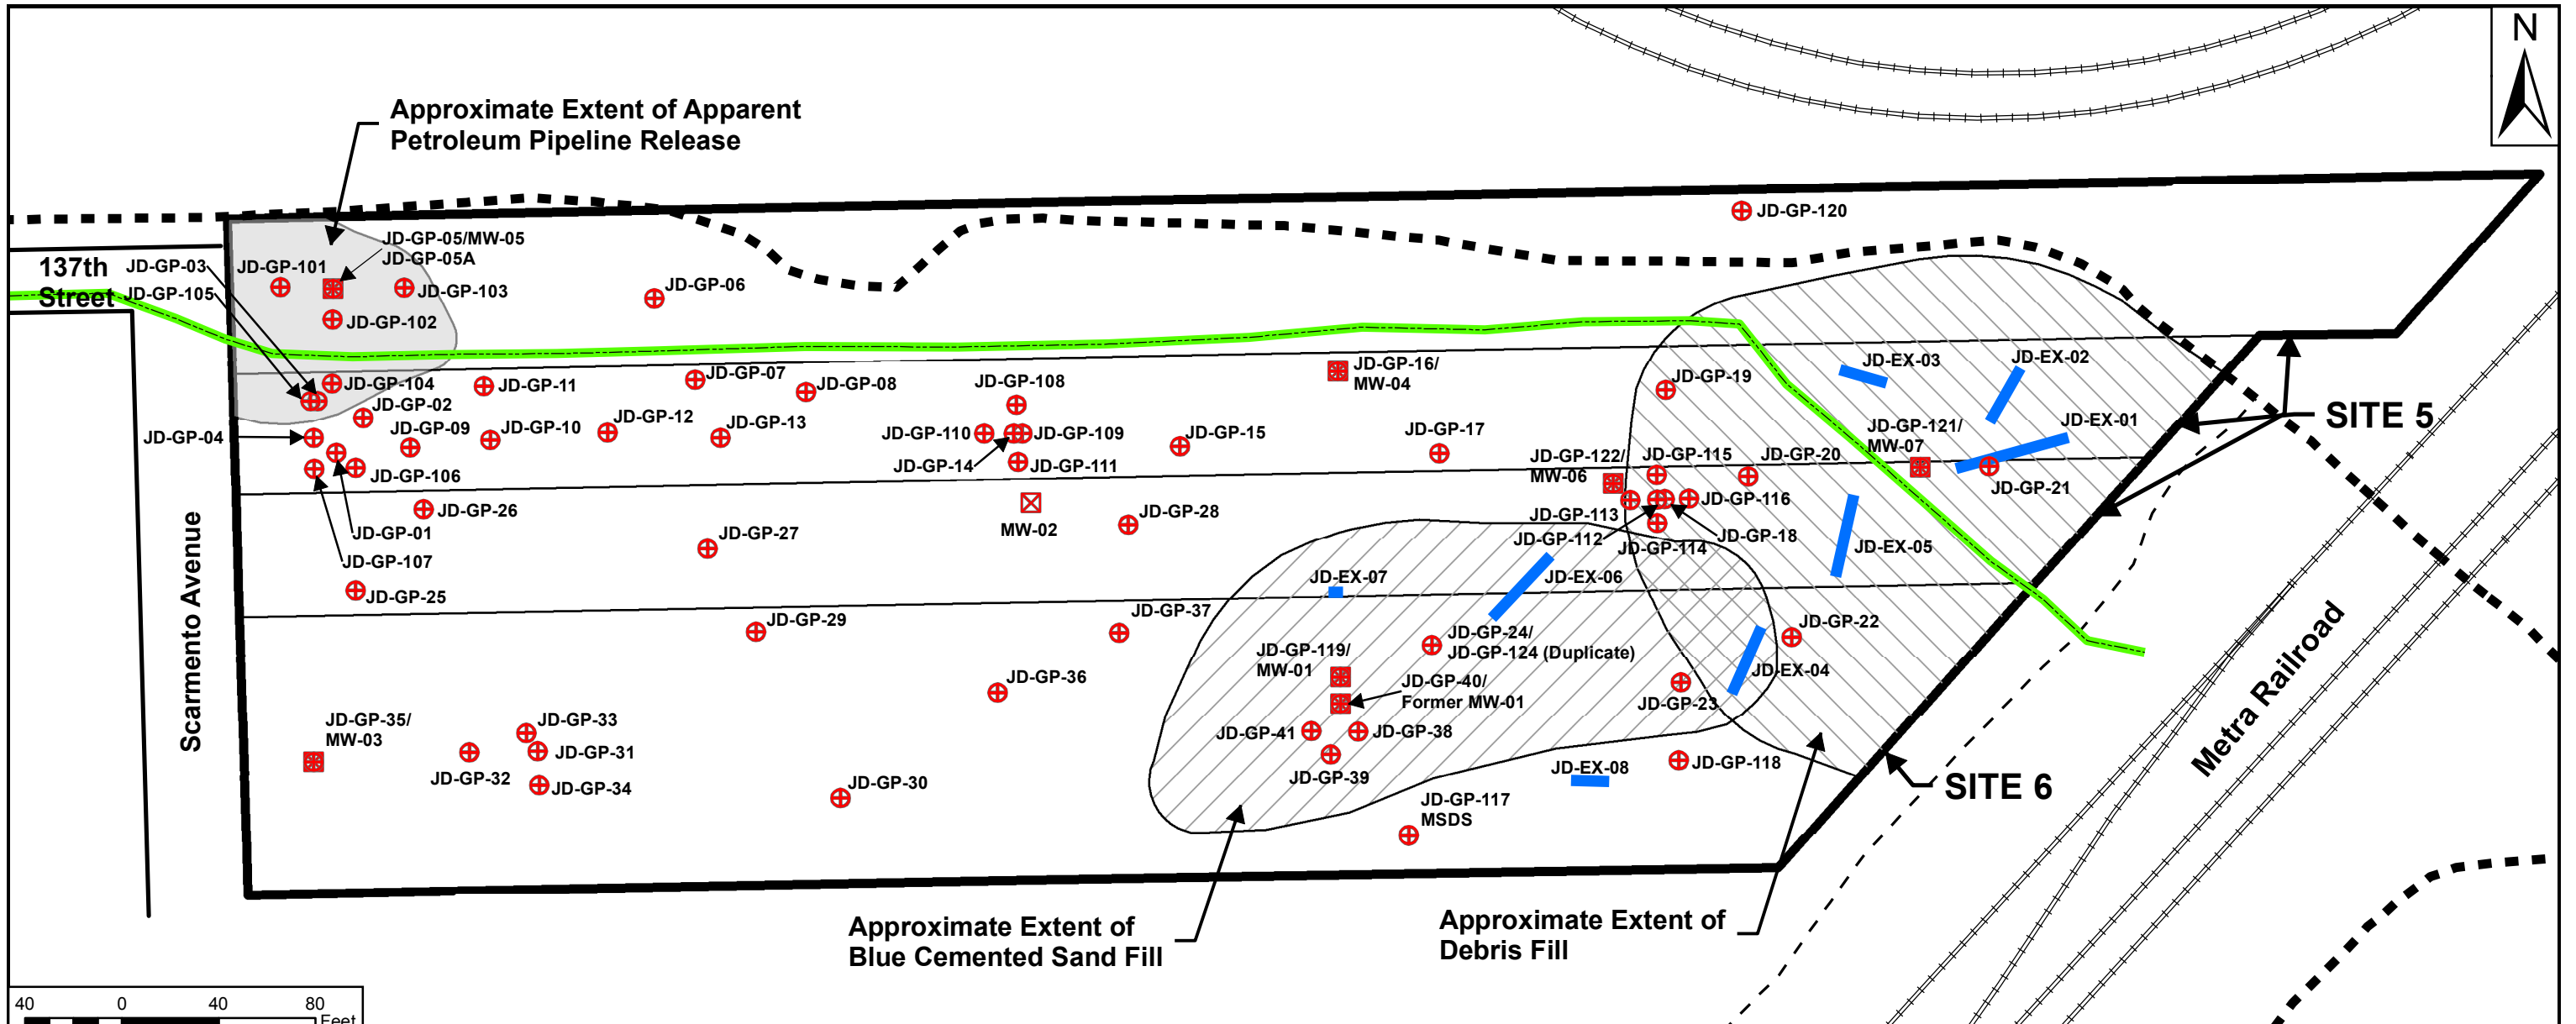 N
Approximate Extent of Apparent
Petroleum Pipeline Release
JD-GP-120
JD-GP-05/MW-05
JD-GP-05A
137th
Street
JD-GP-03
JD-GP-105
JD-GP-101
JD-GP-103
JD-GP-102
JD-GP-06
JD-GP-104
JD-GP-02
JD-GP-11
JD-GP-07
JD-GP-08
JD-GP-108
JD-GP-16/
MW-04
JD-GP-19
JD-EX-03
JD-EX-02
JD-EX-01
SITE 5
JD-GP-04
JD-GP-09
JD-GP-10
JD-GP-12
JD-GP-13
JD-GP-110
JD-GP-109
JD-GP-14
JD-GP-111
JD-GP-15
JD-GP-17
JD-GP-122/
MW-06
JD-GP-115
JD-GP-20
JD-GP-121/
MW-07
JD-GP-21
JD-GP-106
JD-GP-26
JD-GP-01
JD-GP-107
JD-GP-25
JD-GP-27
MW-02
JD-GP-28
JD-GP-113
JD-GP-116
JD-GP-112
JD-GP-114
JD-GP-18
JD-EX-05
JD-EX-07
JD-EX-06
Scarmento Avenue
JD-GP-29
JD-GP-37
JD-GP-24/
JD-GP-124 (Duplicate)
JD-GP-22
JD-EX-04
JD-GP-23
JD-GP-119/
MW-01
JD-GP-40/
Former MW-01
JD-GP-36
JD-GP-35/
MW-03
JD-GP-33
JD-GP-31
JD-GP-32
JD-GP-34
JD-GP-30
JD-GP-41
JD-GP-38
JD-GP-39
JD-EX-08
JD-GP-118
JD-GP-117
MSDS
SITE 6
Metra Railroad
Approximate Extent of
Blue Cemented Sand Fill
Approximate Extent of
Debris Fill
40 0 40 80
Feet